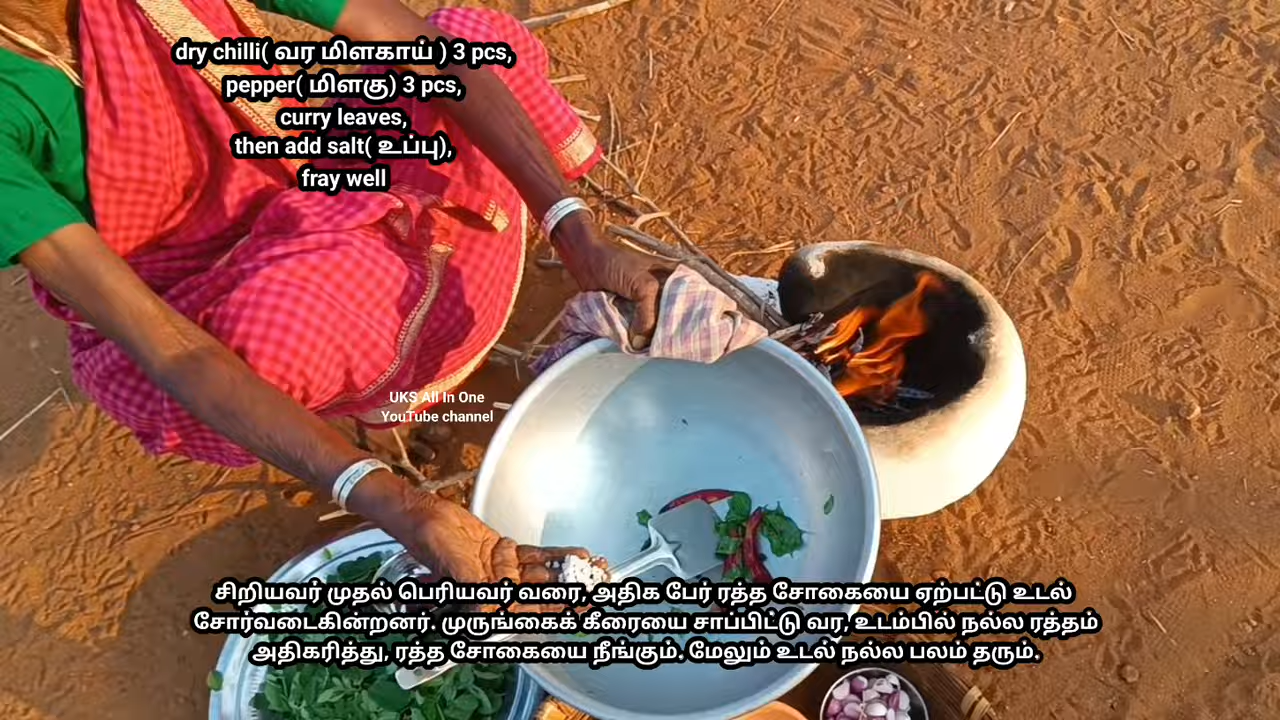 dry chilli( வர மிளகாய் ) 3 pcs,
pepper( மிளகு) 3 pcs,
curry leaves,
then add salt( உப்பு),
fray well
UKS All In One
YouTube channel
சிறியவர் முதல் பெரியவர் வரை, அதிக பேர் ரத்த சோகையை ஏற்பட்டு உடல்
சோர்வடைகின்றனர். முருங்கைக் கீரையை சாப்பிட்டு வர, உடம்பில் நல்ல ரத்தம்
அதிகரித்து, ரத்த சோகையை நீங்கும். மேலும் உடல் நல்ல பலம் தரும்.